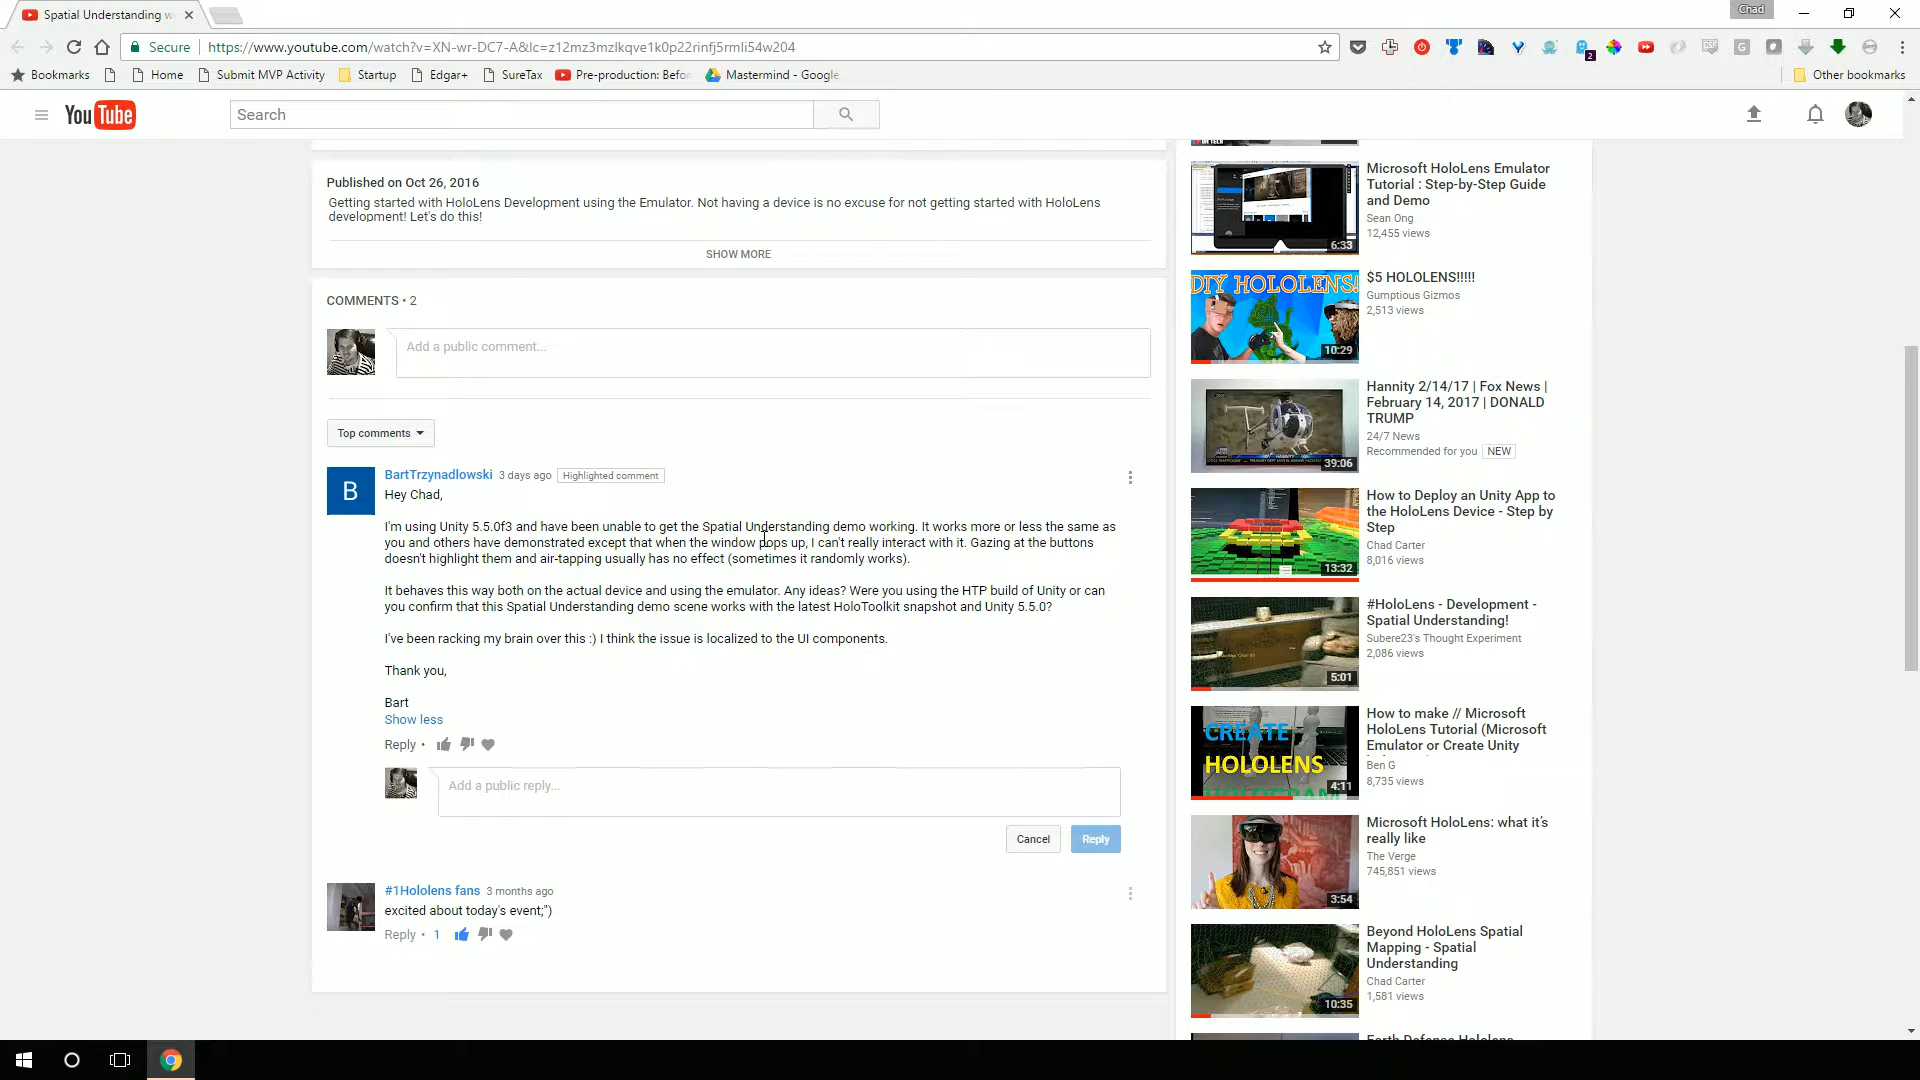 Spatial Understanding w
Chad
Secure
https://www.youtube.com/watch?v=XN-wr-DC7-A&lc=z12mz3mzlkqve1k0p22rinfj5rmli54w204
2
Bookmarks
Home
Submit MVP Activity
Startup
Edgar+
SureTax
Pre-production: Befor
Mastermind - Google
Other bookmarks
YouTube
Search
Published on Oct 26, 2016
Getting started with HoloLens Development using the Emulator. Not having a device is no excuse for not getting started with HoloLens
development! Let's do this!
SHOW MORE
COMMENTS • 2
Add a public comment...
Top comments
B
BartTrzynadlowski 3 days ago Highlighted comment
Hey Chad,
I'm using Unity 5.5.0f3 and have been unable to get the Spatial Understanding demo working. It works more or less the same as
you and others have demonstrated except that when the window pops up, I can't really interact with it. Gazing at the buttons
doesn't highlight them and air-tapping usually has no effect (sometimes it randomly works).
It behaves this way both on the actual device and using the emulator. Any ideas? Were you using the HTP build of Unity or can
you confirm that this Spatial Understanding demo scene works with the latest HoloToolkit snapshot and Unity 5.5.0?
I've been racking my brain over this :) I think the issue is localized to the UI components.
Thank you,
Bart
Show less
Reply •
Add a public reply...
Cancel
Reply
#1Hololens fans 3 months ago
excited about today's event;")
Reply • 1
Microsoft HoloLens Emulator
Tutorial : Step-by-Step Guide
and Demo
Sean Ong
12,455 views
6:33
DIY HOLOLENS!
10:29
$5 HOLOLENS!!!!!
Gumptious Gizmos
2,513 views
39:06
Hannity 2/14/17 | Fox News |
February 14, 2017 | DONALD
TRUMP
24/7 News
Recommended for you NEW
13:32
How to Deploy an Unity App to
the HoloLens Device - Step by
Step
Chad Carter
8,016 views
5:01
#HoloLens - Development -
Spatial Understanding!
Subere23's Thought Experiment
2,086 views
CREATE
HOLOLENS
HOLOGRAM
4:11
How to make // Microsoft
HoloLens Tutorial (Microsoft
Emulator or Create Unity
Ben G
8,735 views
3:54
Microsoft HoloLens: what it's
really like
The Verge
745,851 views
10:35
Beyond HoloLens Spatial
Mapping - Spatial
Understanding
Chad Carter
1,581 views
Earth Defense Hololens